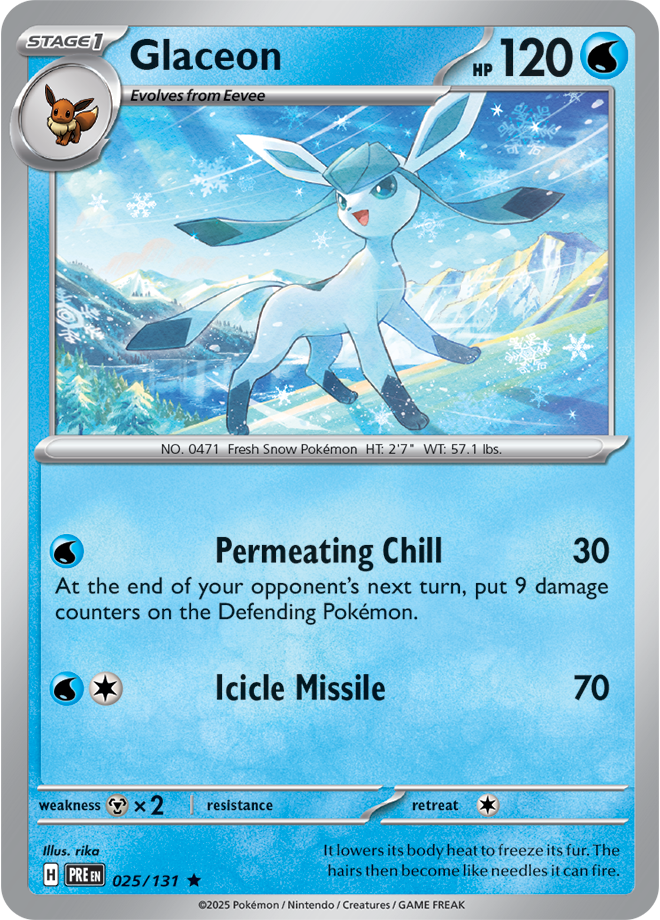 STAGE1
Glaceon
HP 120
Evolves from Eevee
NO. 0471 Fresh Snow Pokémon HT: 2'7" WT: 57.1 lbs.
Permeating Chill 30
At the end of your opponent's next turn, put 9 damage
counters on the Defending Pokémon.
Icicle Missile 70
weakness ×2 resistance retreat
Illus. rika
H PRE EN 025/131
It lowers its body heat to freeze its fur. The
hairs then become like needles it can fire.
©2025 Pokémon / Nintendo / Creatures / GAME FREAK